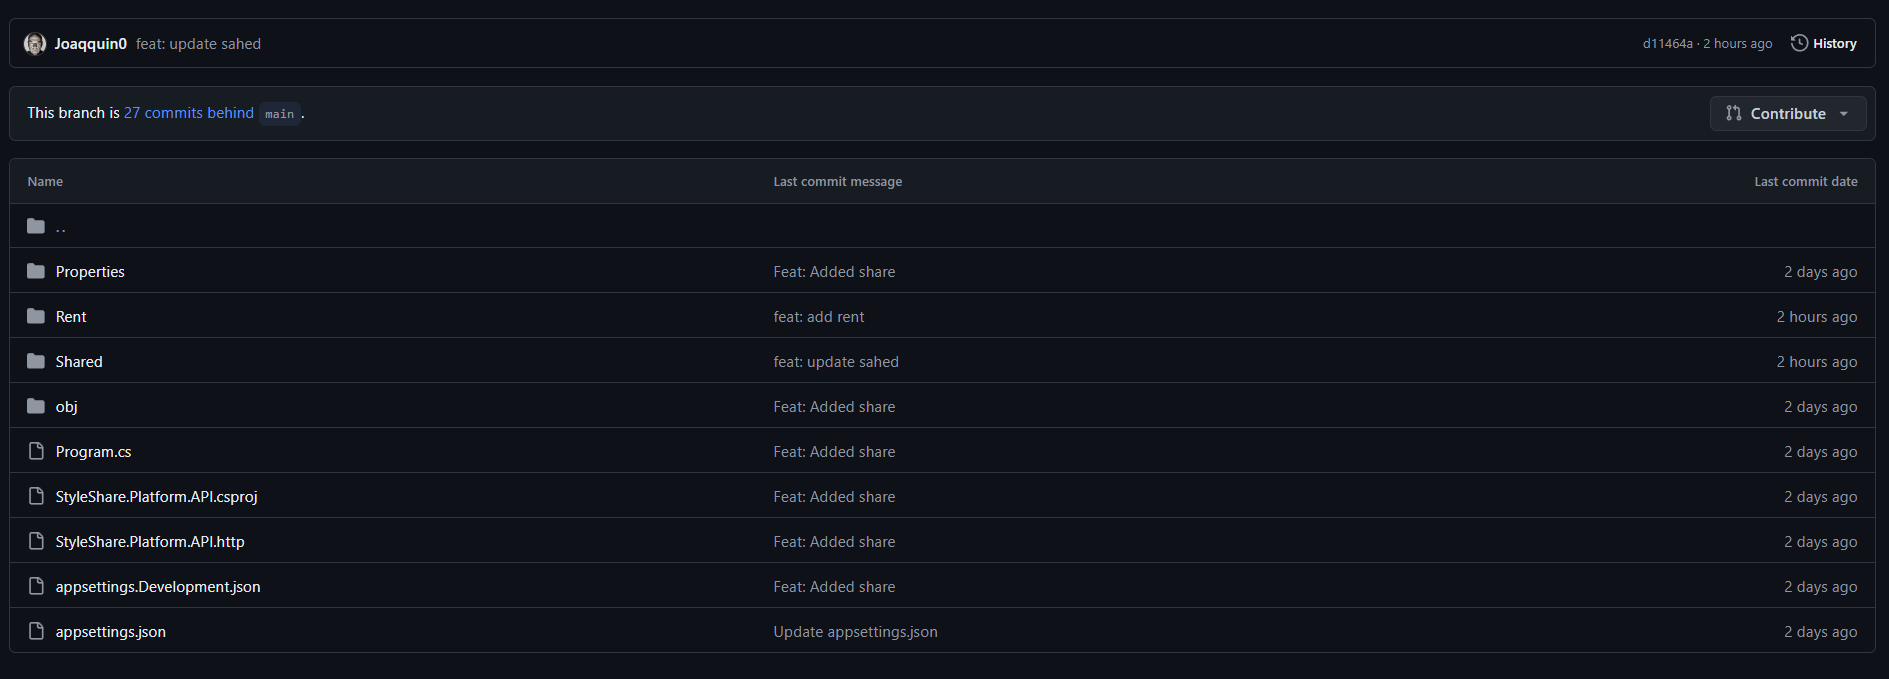 Joaqquin0 feat: update sahed d11464a · 2 hours ago History
This branch is 27 commits behind main.
Contribute
Name Last commit message Last commit date
..
Properties Feat: Added share 2 days ago
Rent feat: add rent 2 hours ago
Shared feat: update sahed 2 hours ago
obj Feat: Added share 2 days ago
Program.cs Feat: Added share 2 days ago
StyleShare.Platform.API.csproj Feat: Added share 2 days ago
StyleShare.Platform.API.http Feat: Added share 2 days ago
appsettings.Development.json Feat: Added share 2 days ago
appsettings.json Update appsettings.json 2 days ago